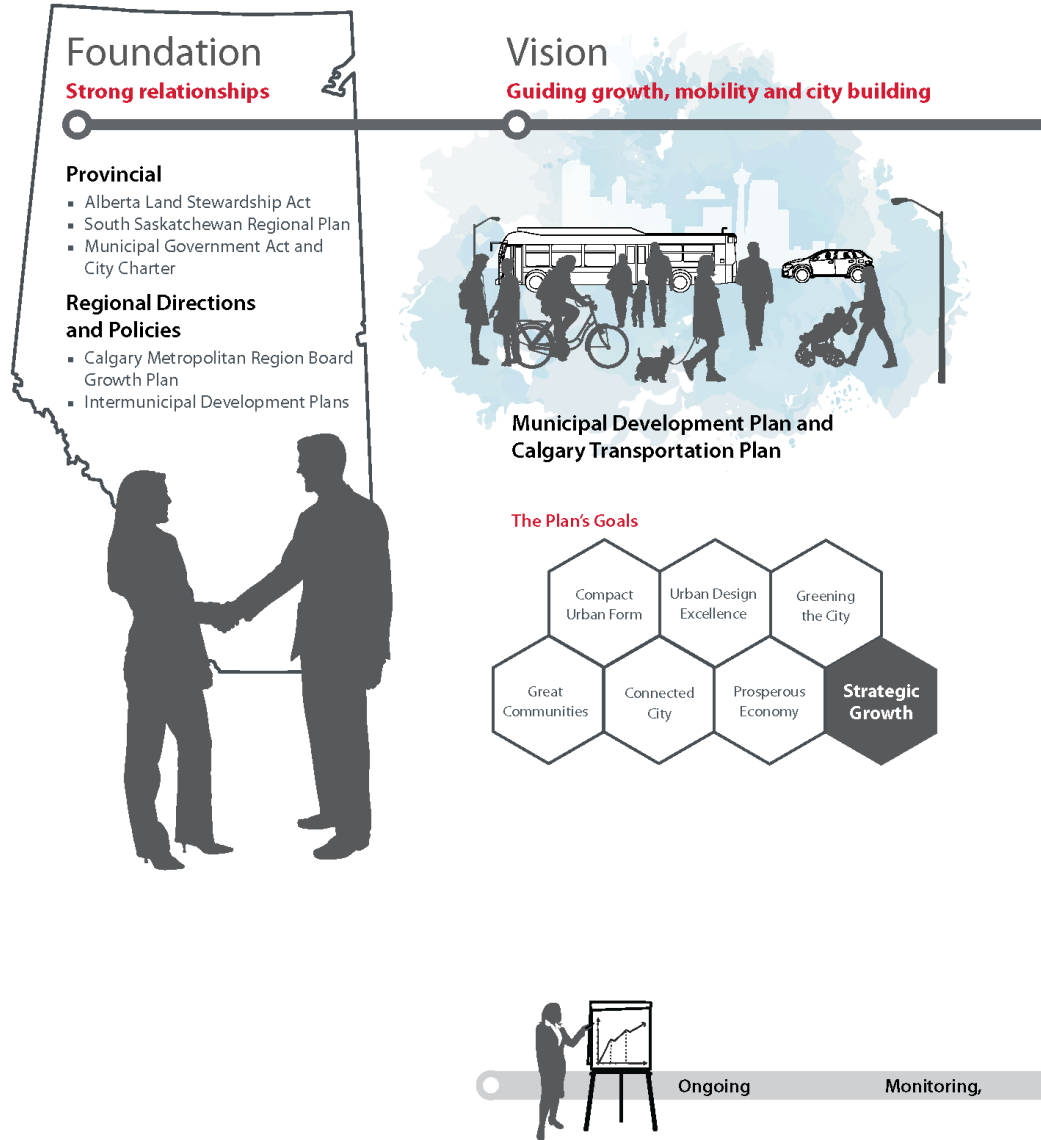 Foundation
Strong relationships
Provincial
▪ Alberta Land Stewardship Act
▪ South Saskatchewan Regional Plan
▪ Municipal Government Act and
City Charter
Regional Directions
and Policies
▪ Calgary Metropolitan Region Board
Growth Plan
▪ Intermunicipal Development Plans
Vision
Guiding growth, mobility and city building
Municipal Development Plan and
Calgary Transportation Plan
The Plan's Goals
Compact
Urban Form
Urban Design
Excellence
Greening
the City
Great
Communities
Connected
City
Prosperous
Economy
Strategic
Growth
Ongoing Monitoring,